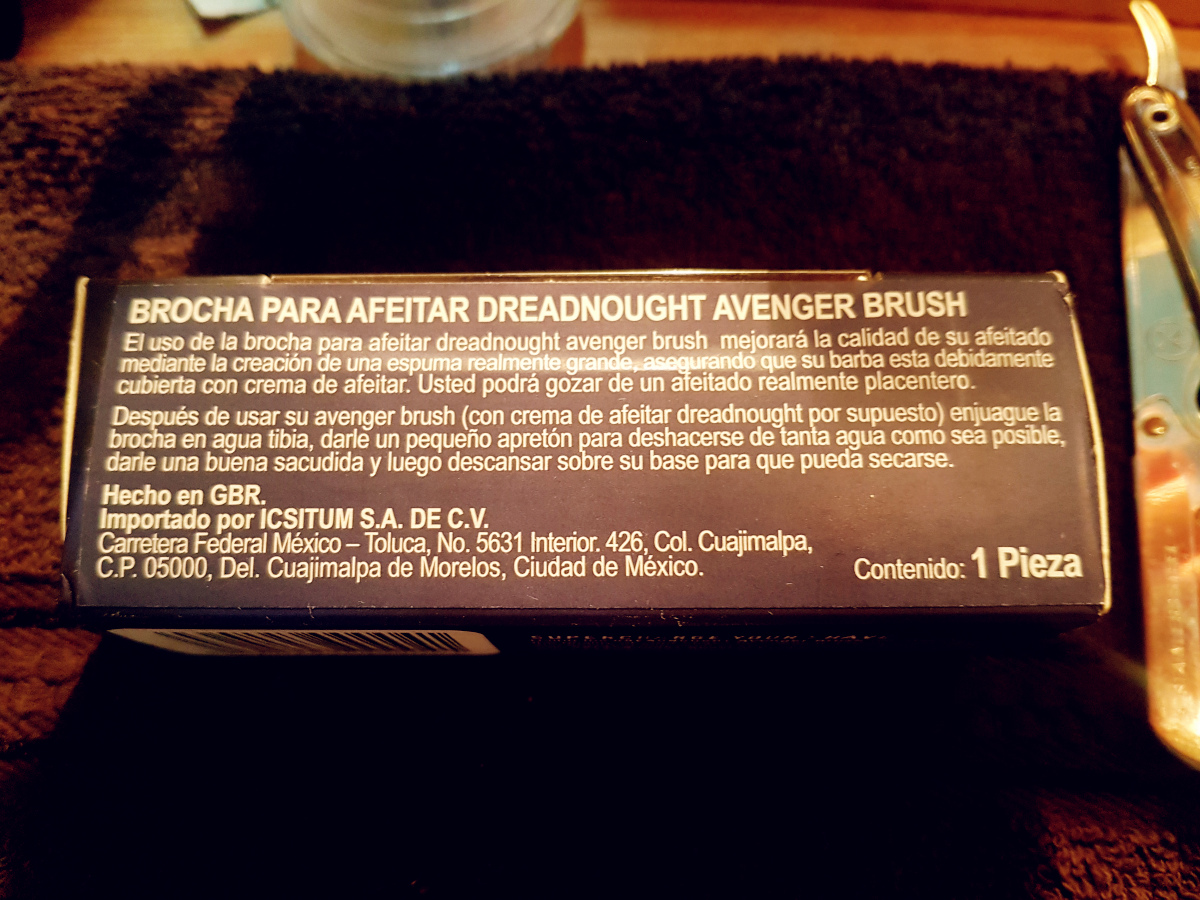 BROCHA PARA AFEITAR DREADNOUGHT AVENGER BRUSH
El uso de la brocha para afeitar dreadnought avenger brush mejorará la calidad de su afeitado
mediante la creación de una espuma realmente grande, asegurando que su barba esta debidamente
cubierta con crema de afeitar. Usted podrá gozar de un afeitado realmente placentero.
Después de usar su avenger brush (con crema de afeitar dreadnought por supuesto) enjuague la
brocha en agua tibia, darle un pequeño apretón para deshacerse de tanta agua como sea posible,
darle una buena sacudida y luego descansar sobre su base para que pueda secarse.
Hecho en GBR.
Importado por ICSITUM S.A. DE C.V.
Carretera Federal México – Toluca, No. 5631 Interior. 426, Col. Cuajimalpa,
C.P. 05000, Del. Cuajimalpa de Morelos, Ciudad de México.
Contenido: 1 Pieza